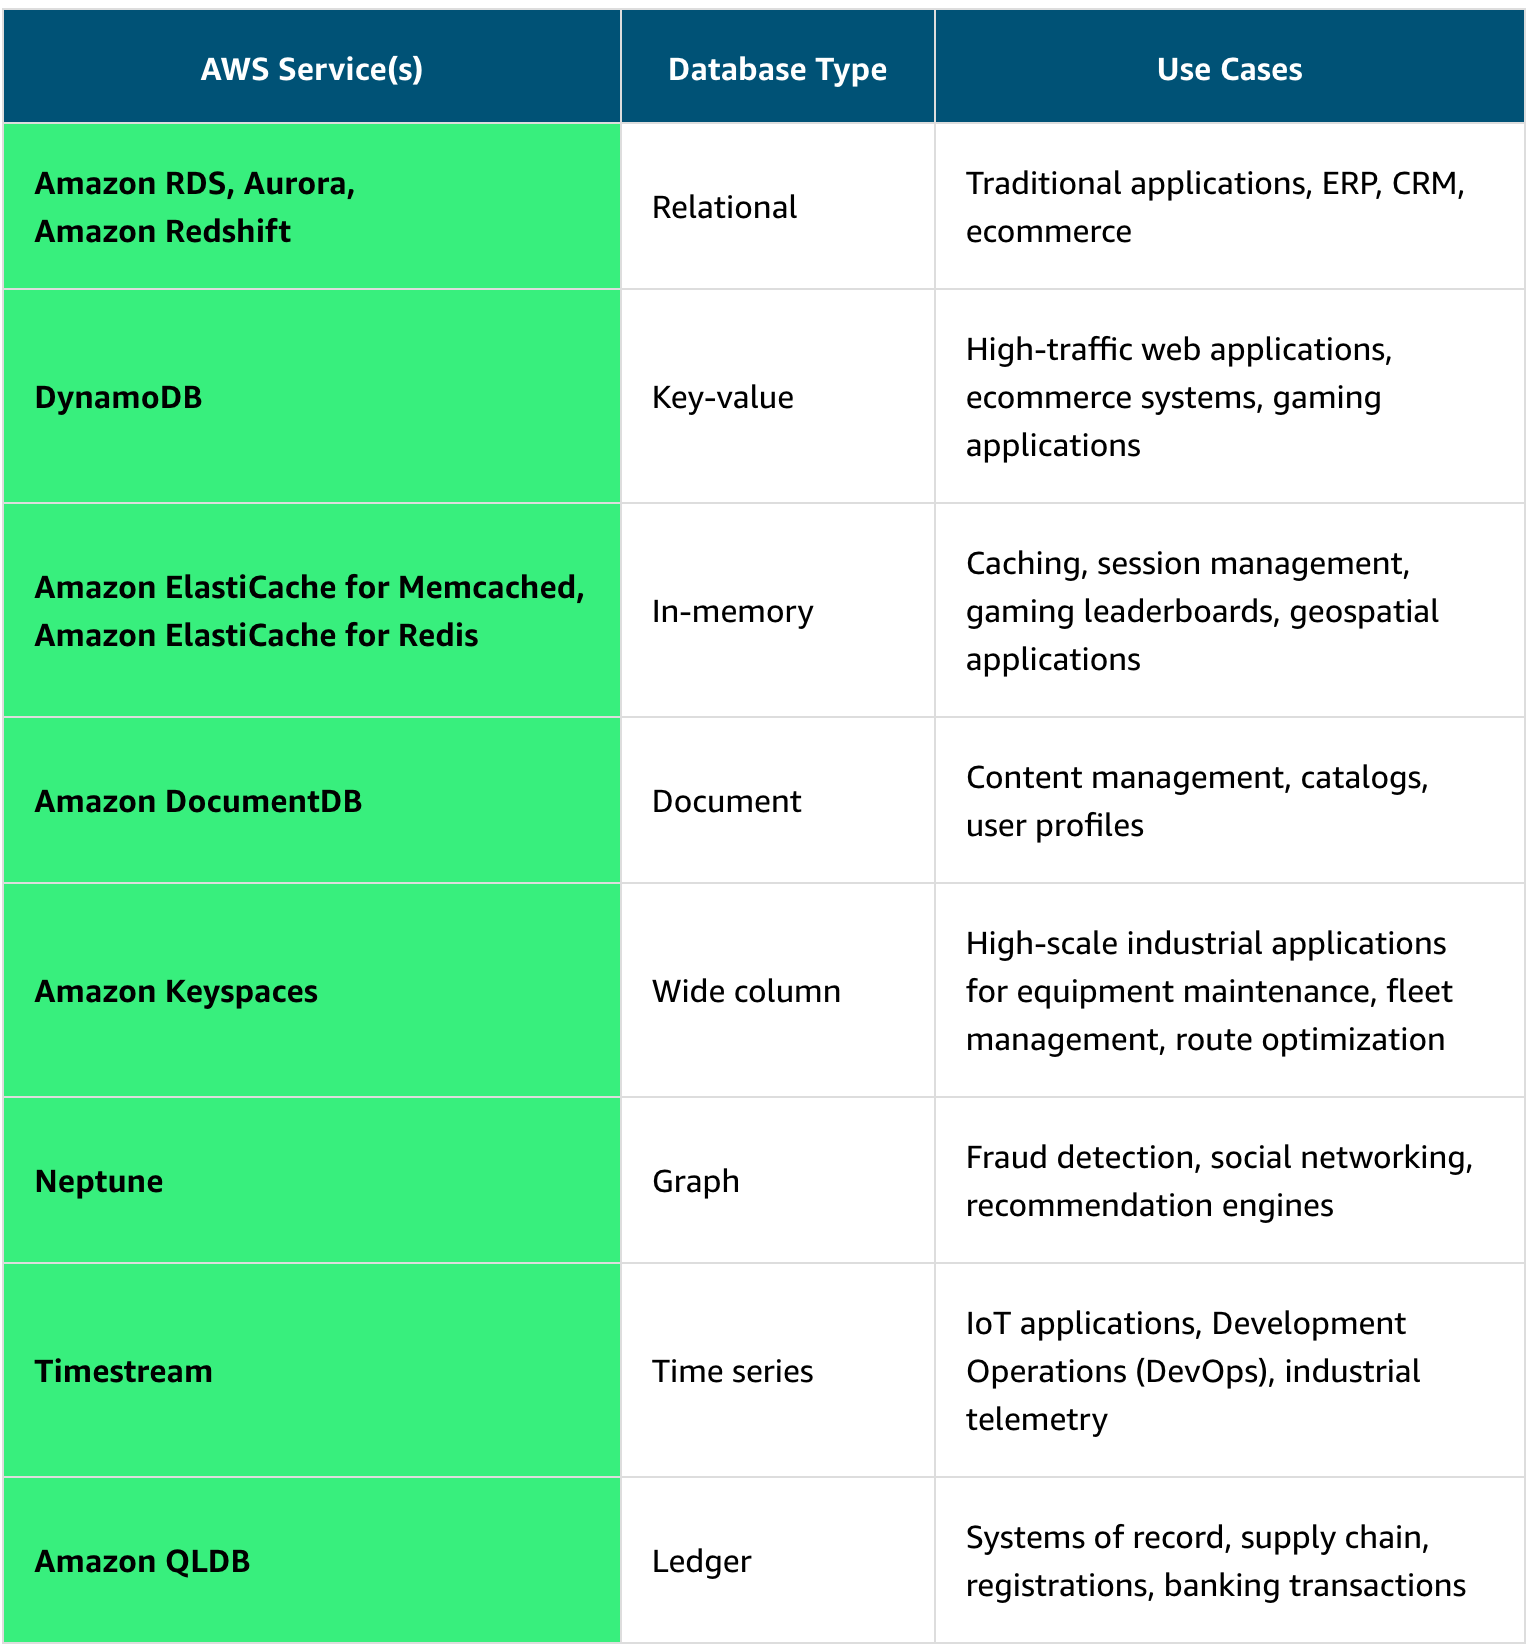 AWS Service(s)
Database Type
Use Cases
Amazon RDS, Aurora,
Amazon Redshift
Relational
Traditional applications, ERP, CRM,
ecommerce
DynamoDB
Key-value
High-traffic web applications,
ecommerce systems, gaming
applications
Amazon ElastiCache for Memcached,
Amazon ElastiCache for Redis
In-memory
Caching, session management,
gaming leaderboards, geospatial
applications
Amazon DocumentDB
Document
Content management, catalogs,
user profiles
Amazon Keyspaces
Wide column
High-scale industrial applications
for equipment maintenance, fleet
management, route optimization
Neptune
Graph
Fraud detection, social networking,
recommendation engines
Timestream
Time series
IoT applications, Development
Operations (DevOps), industrial
telemetry
Amazon QLDB
Ledger
Systems of record, supply chain,
registrations, banking transactions